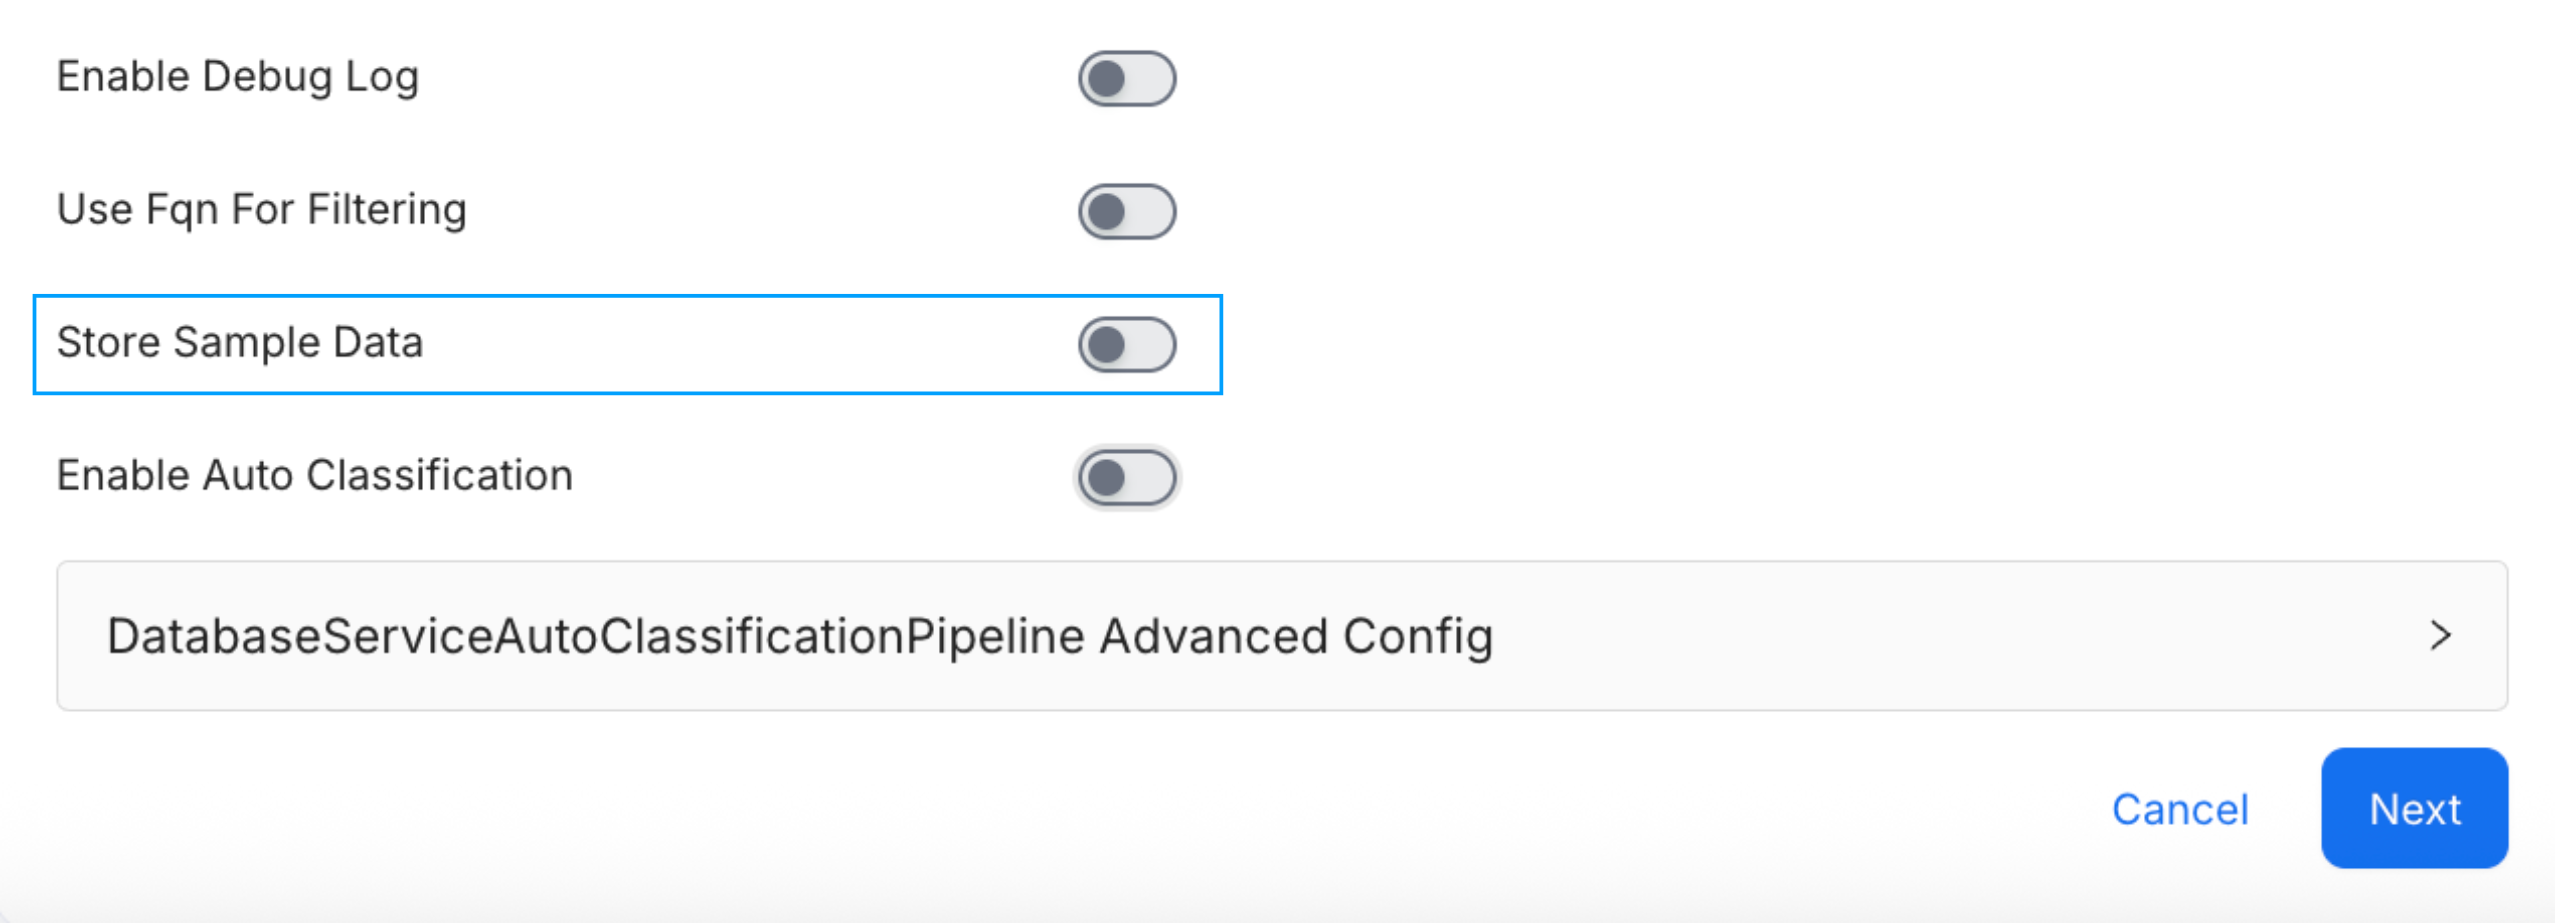 Enable Debug Log
Use Fqn For Filtering
Store Sample Data
Enable Auto Classification
DatabaseServiceAutoClassificationPipeline Advanced Config
Cancel Next